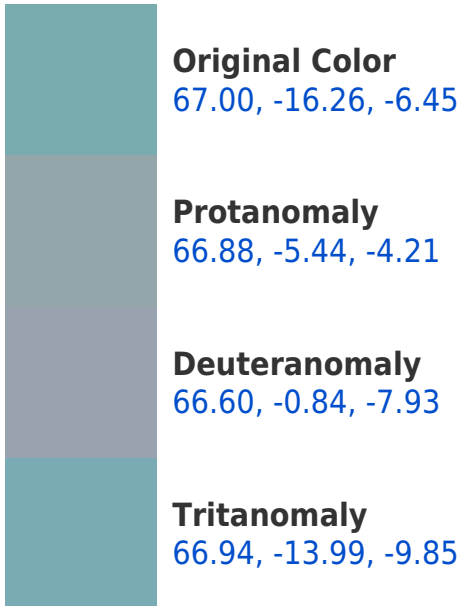 Original Color
67.00, -16.26, -6.45
Protanomaly
66.88, -5.44, -4.21
Deuteranomaly
66.60, -0.84, -7.93
Tritanomaly
66.94, -13.99, -9.85